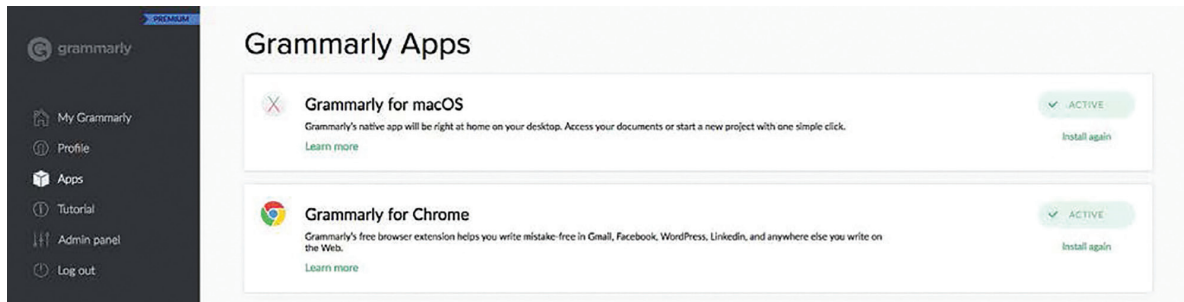 PREMIUM
grammarly
My Grammarly
Profile
Apps
Tutorial
Admin panel
Log out
Grammarly Apps
Grammarly for macOS
Grammarly's native app will be right at home on your desktop. Access your documents or start a new project with one simple click.
Learn more
ACTIVE
Install again
Grammarly for Chrome
Grammarly's free browser extension helps you write mistake-free in Gmail, Facebook, WordPress, Linkedin, and anywhere else you write on
the Web.
Learn more
ACTIVE
Install again